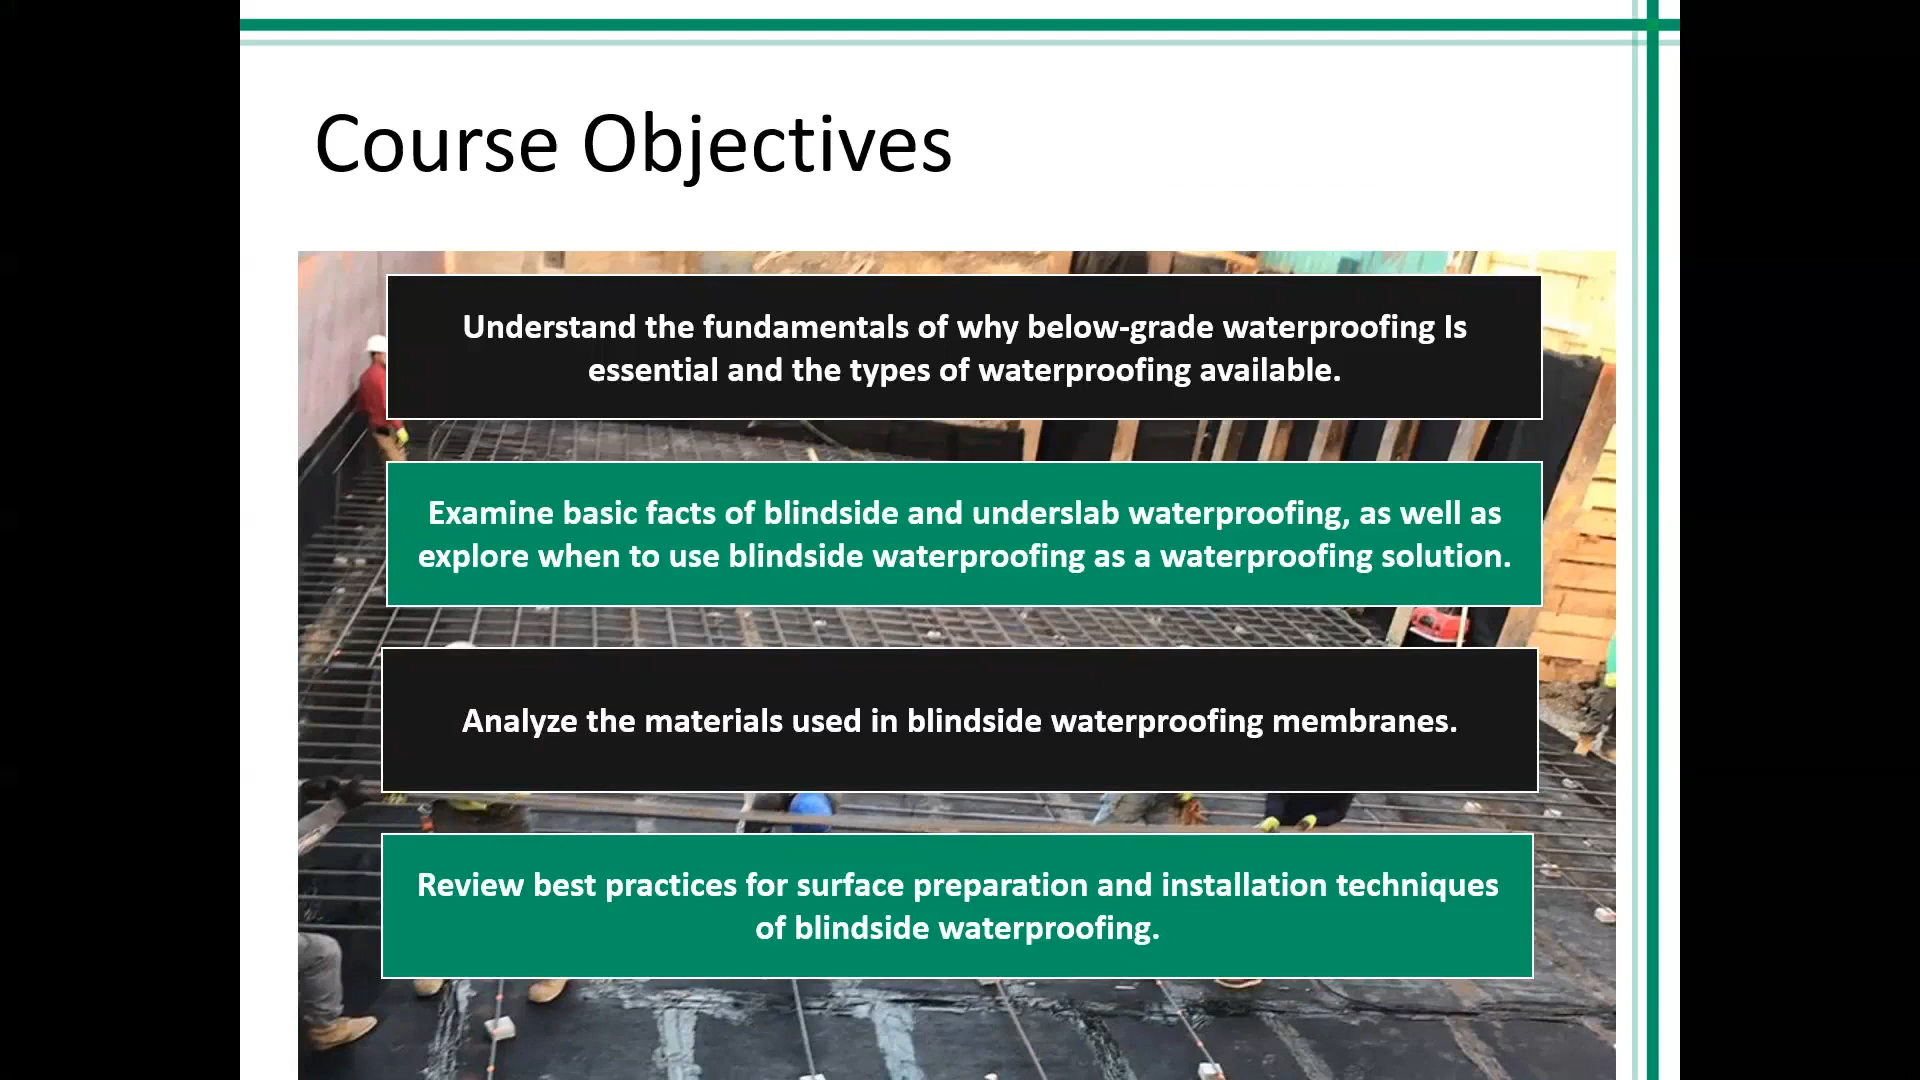 Course Objectives
Understand the fundamentals of why below-grade waterproofing Is
essential and the types of waterproofing available.
Examine basic facts of blindside and underslab waterproofing, as well as
explore when to use blindside waterproofing as a waterproofing solution.
Analyze the materials used in blindside waterproofing membranes.
Review best practices for surface preparation and installation techniques
of blindside waterproofing.